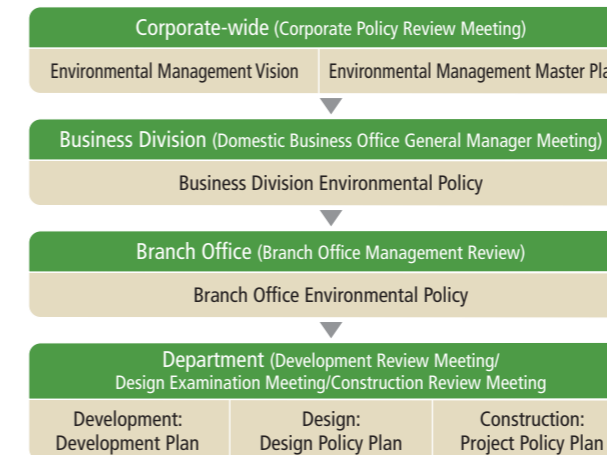 Corporate-wide (Corporate Policy Review Meeting)
Environmental Management Vision
Environmental Management Master
Business Division (Domestic Business Office General Manager Meeting)
Business Division Environmental Policy
Branch Office (Branch Office Management Review)
Branch Office Environmental Policy
Department (Development Review Meeting/
Design Examination Meeting/Construction Review Meeting
Development:
Development Plan
Design:
Design Policy Plan
Construction:
Project Policy Plan